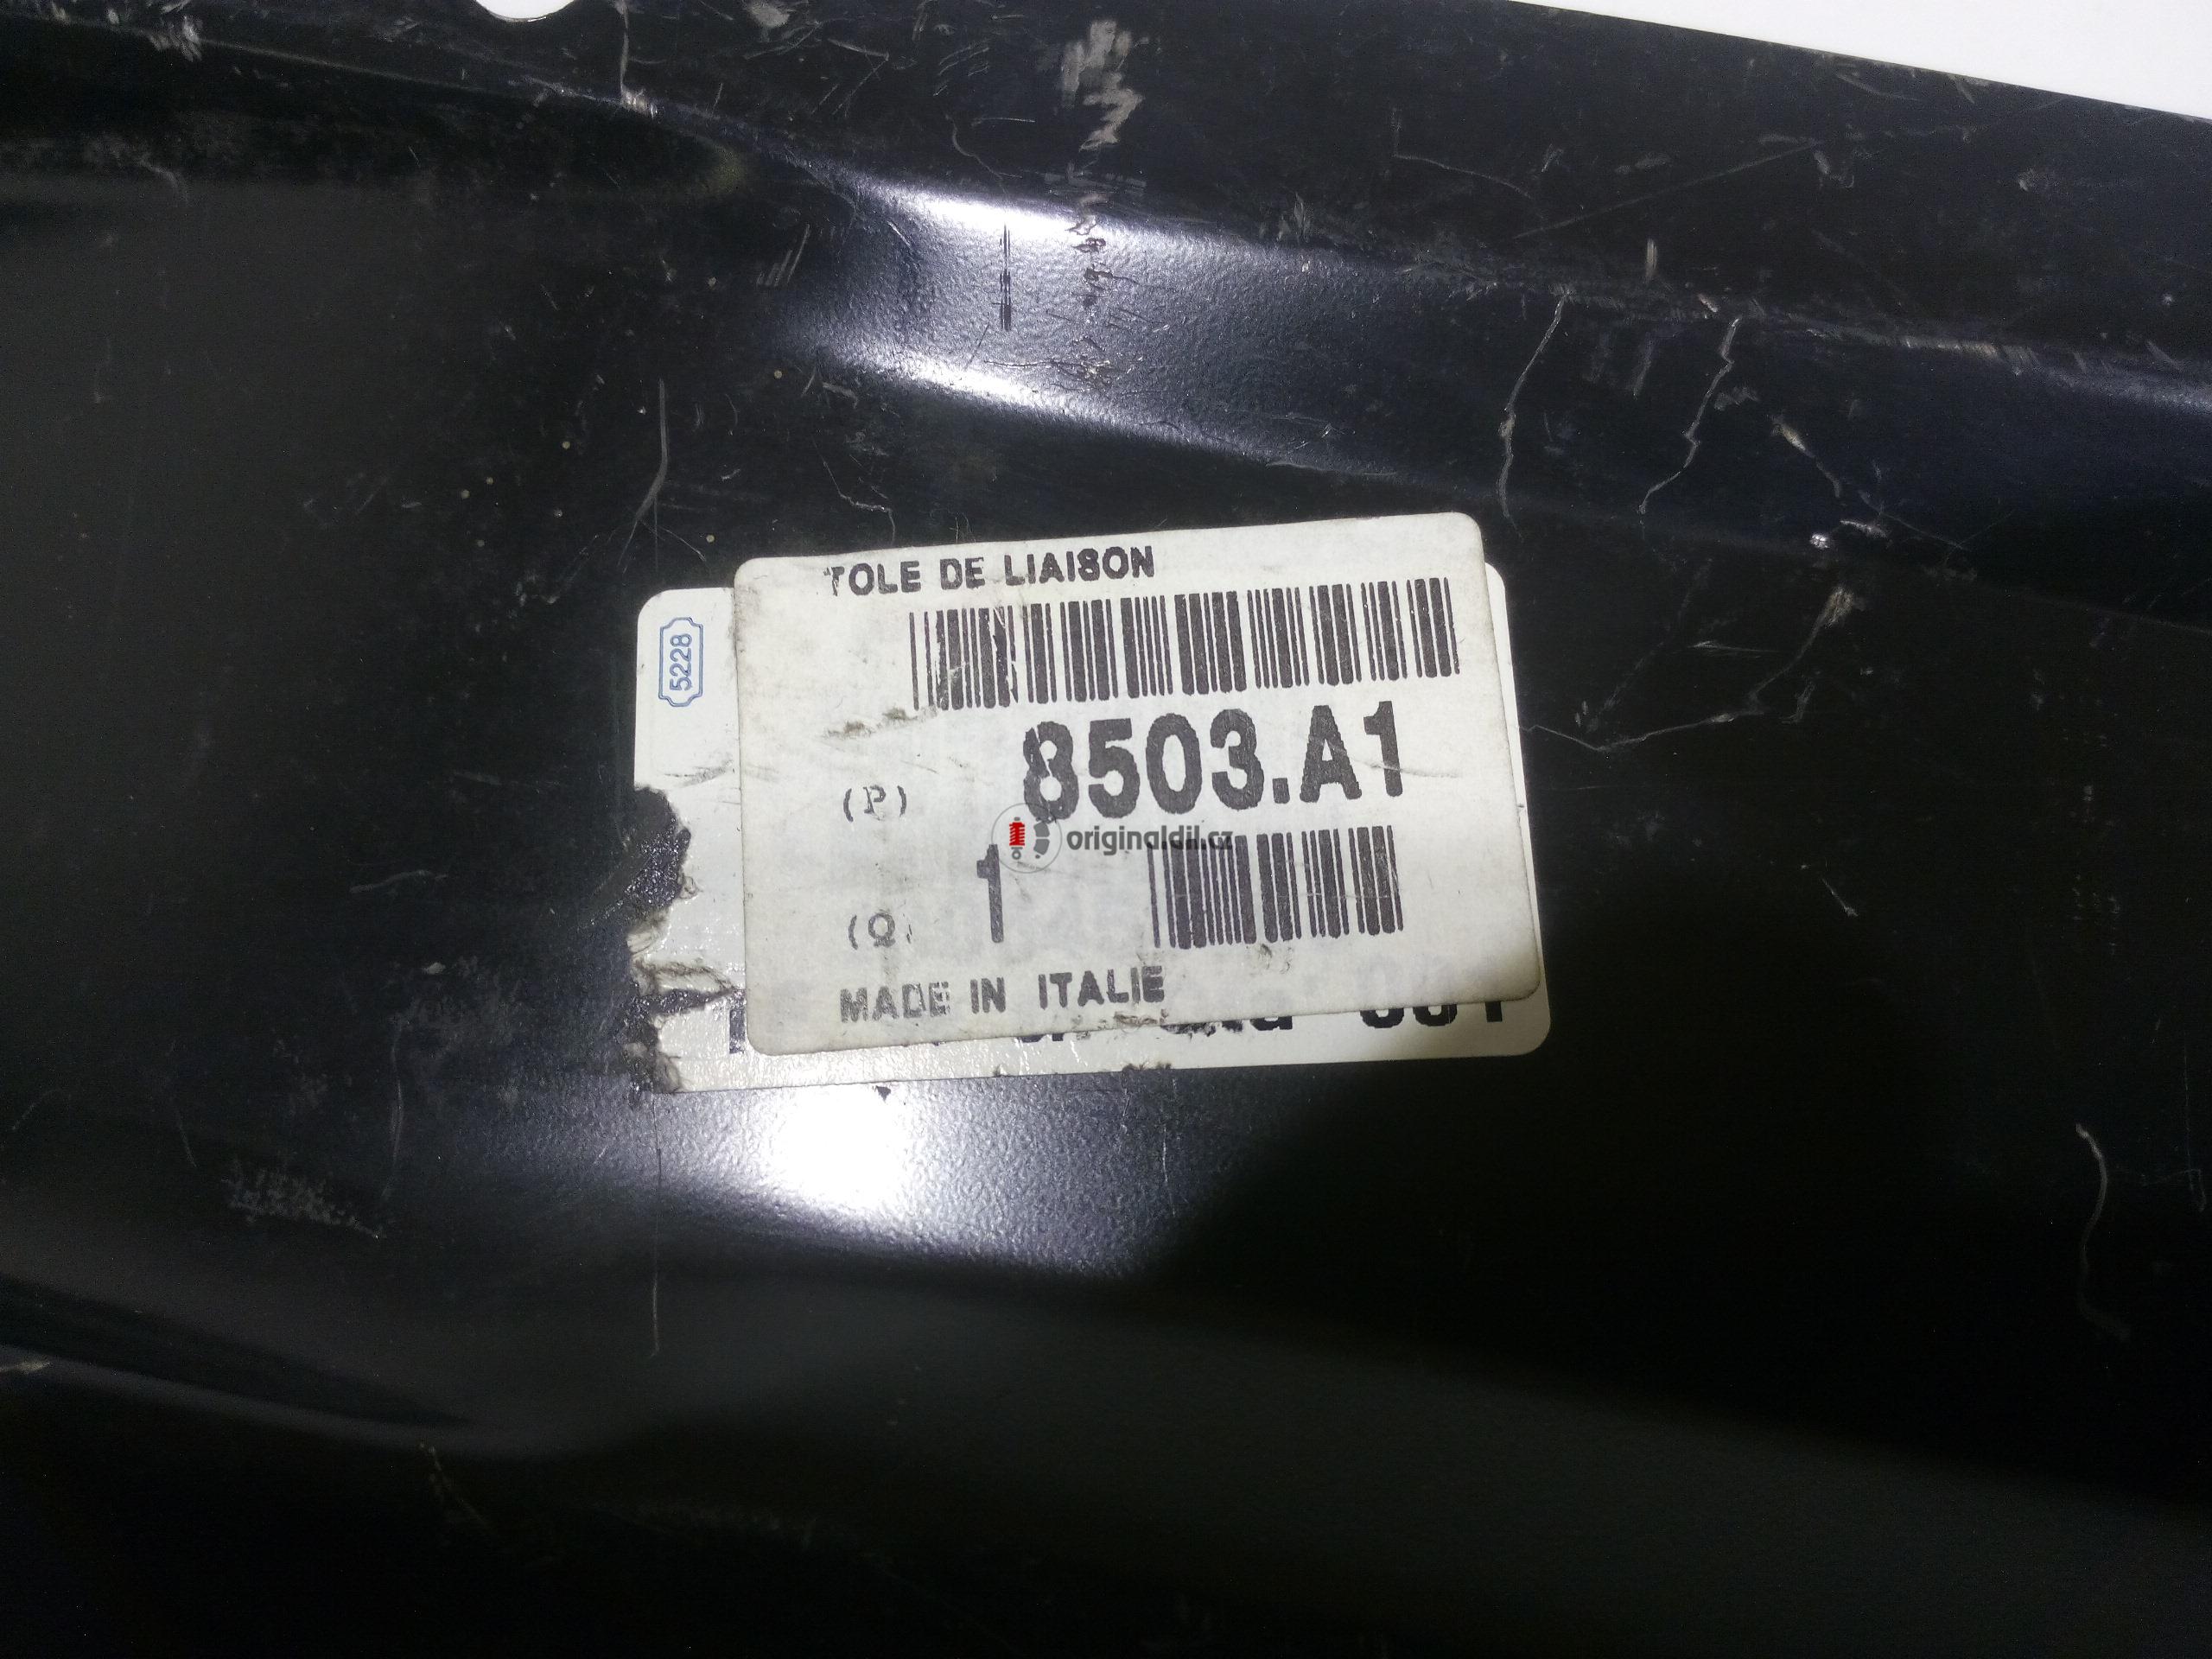 TOLE DE LIAISON
5228
(P) 8503.A1
originaldil.cz
(Q) 1
MADE IN ITALIE